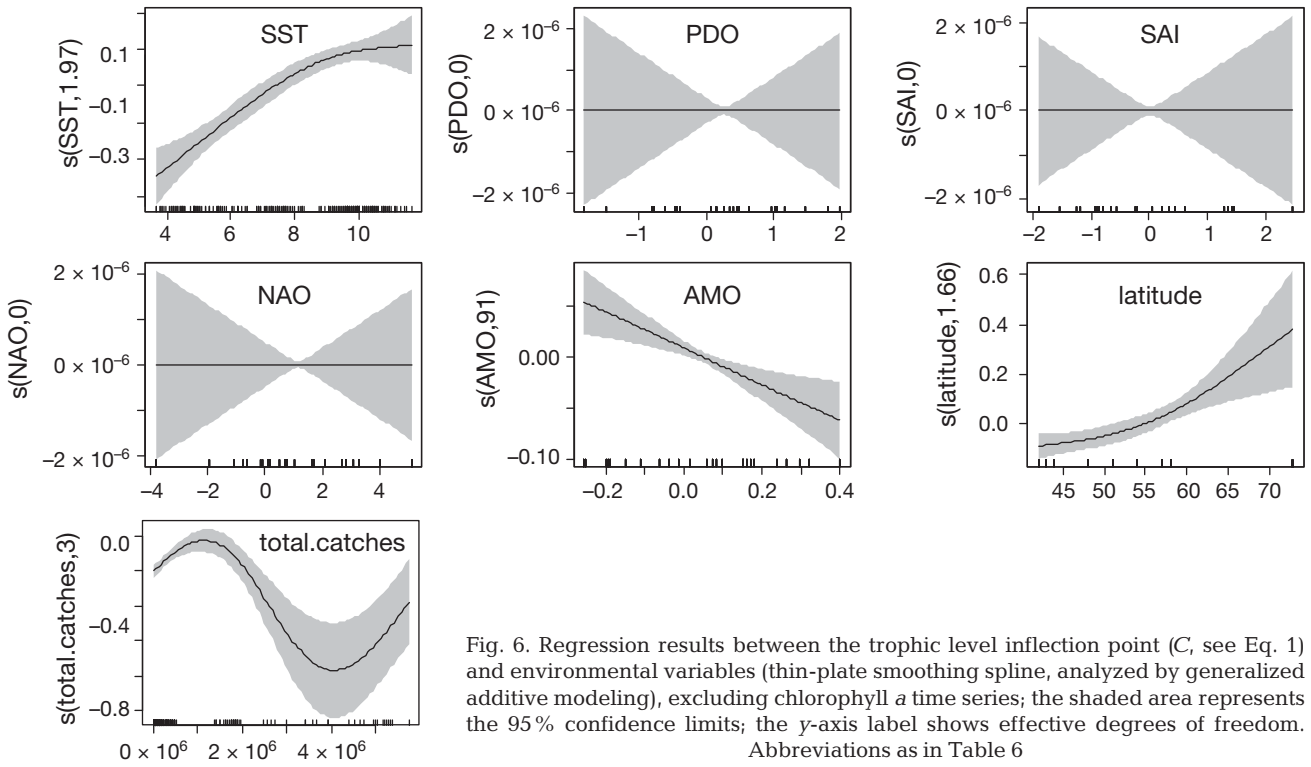 SST
s(SST,1.97)
0.1
−0.1
−0.3
4 6 8 10
PDO
s(PDO,0)
2 × 10⁻⁶
0 × 10⁻⁶
−2 × 10⁻⁶
−1 0 1 2
SAI
s(SAI,0)
2 × 10⁻⁶
0 × 10⁻⁶
−2 × 10⁻⁶
−2 −1 0 1 2
NAO
s(NAO,0)
2 × 10⁻⁶
0 × 10⁻⁶
−2 × 10⁻⁶
−4 −2 0 2 4
AMO
s(AMO,91)
0.00
−0.10
−0.2 0.0 0.2 0.4
latitude
s(latitude,1.66)
0.6
0.4
0.2
0.0
45 50 55 60 65 70
total.catches
s(total.catches,3)
0.0
−0.4
−0.8
0 × 10⁶ 2 × 10⁶ 4 × 10⁶
Fig. 6. Regression results between the trophic level inflection point (C, see Eq. 1)
and environmental variables (thin-plate smoothing spline, analyzed by generalized
additive modeling), excluding chlorophyll a time series; the shaded area represents
the 95% confidence limits; the y-axis label shows effective degrees of freedom.
Abbreviations as in Table 6